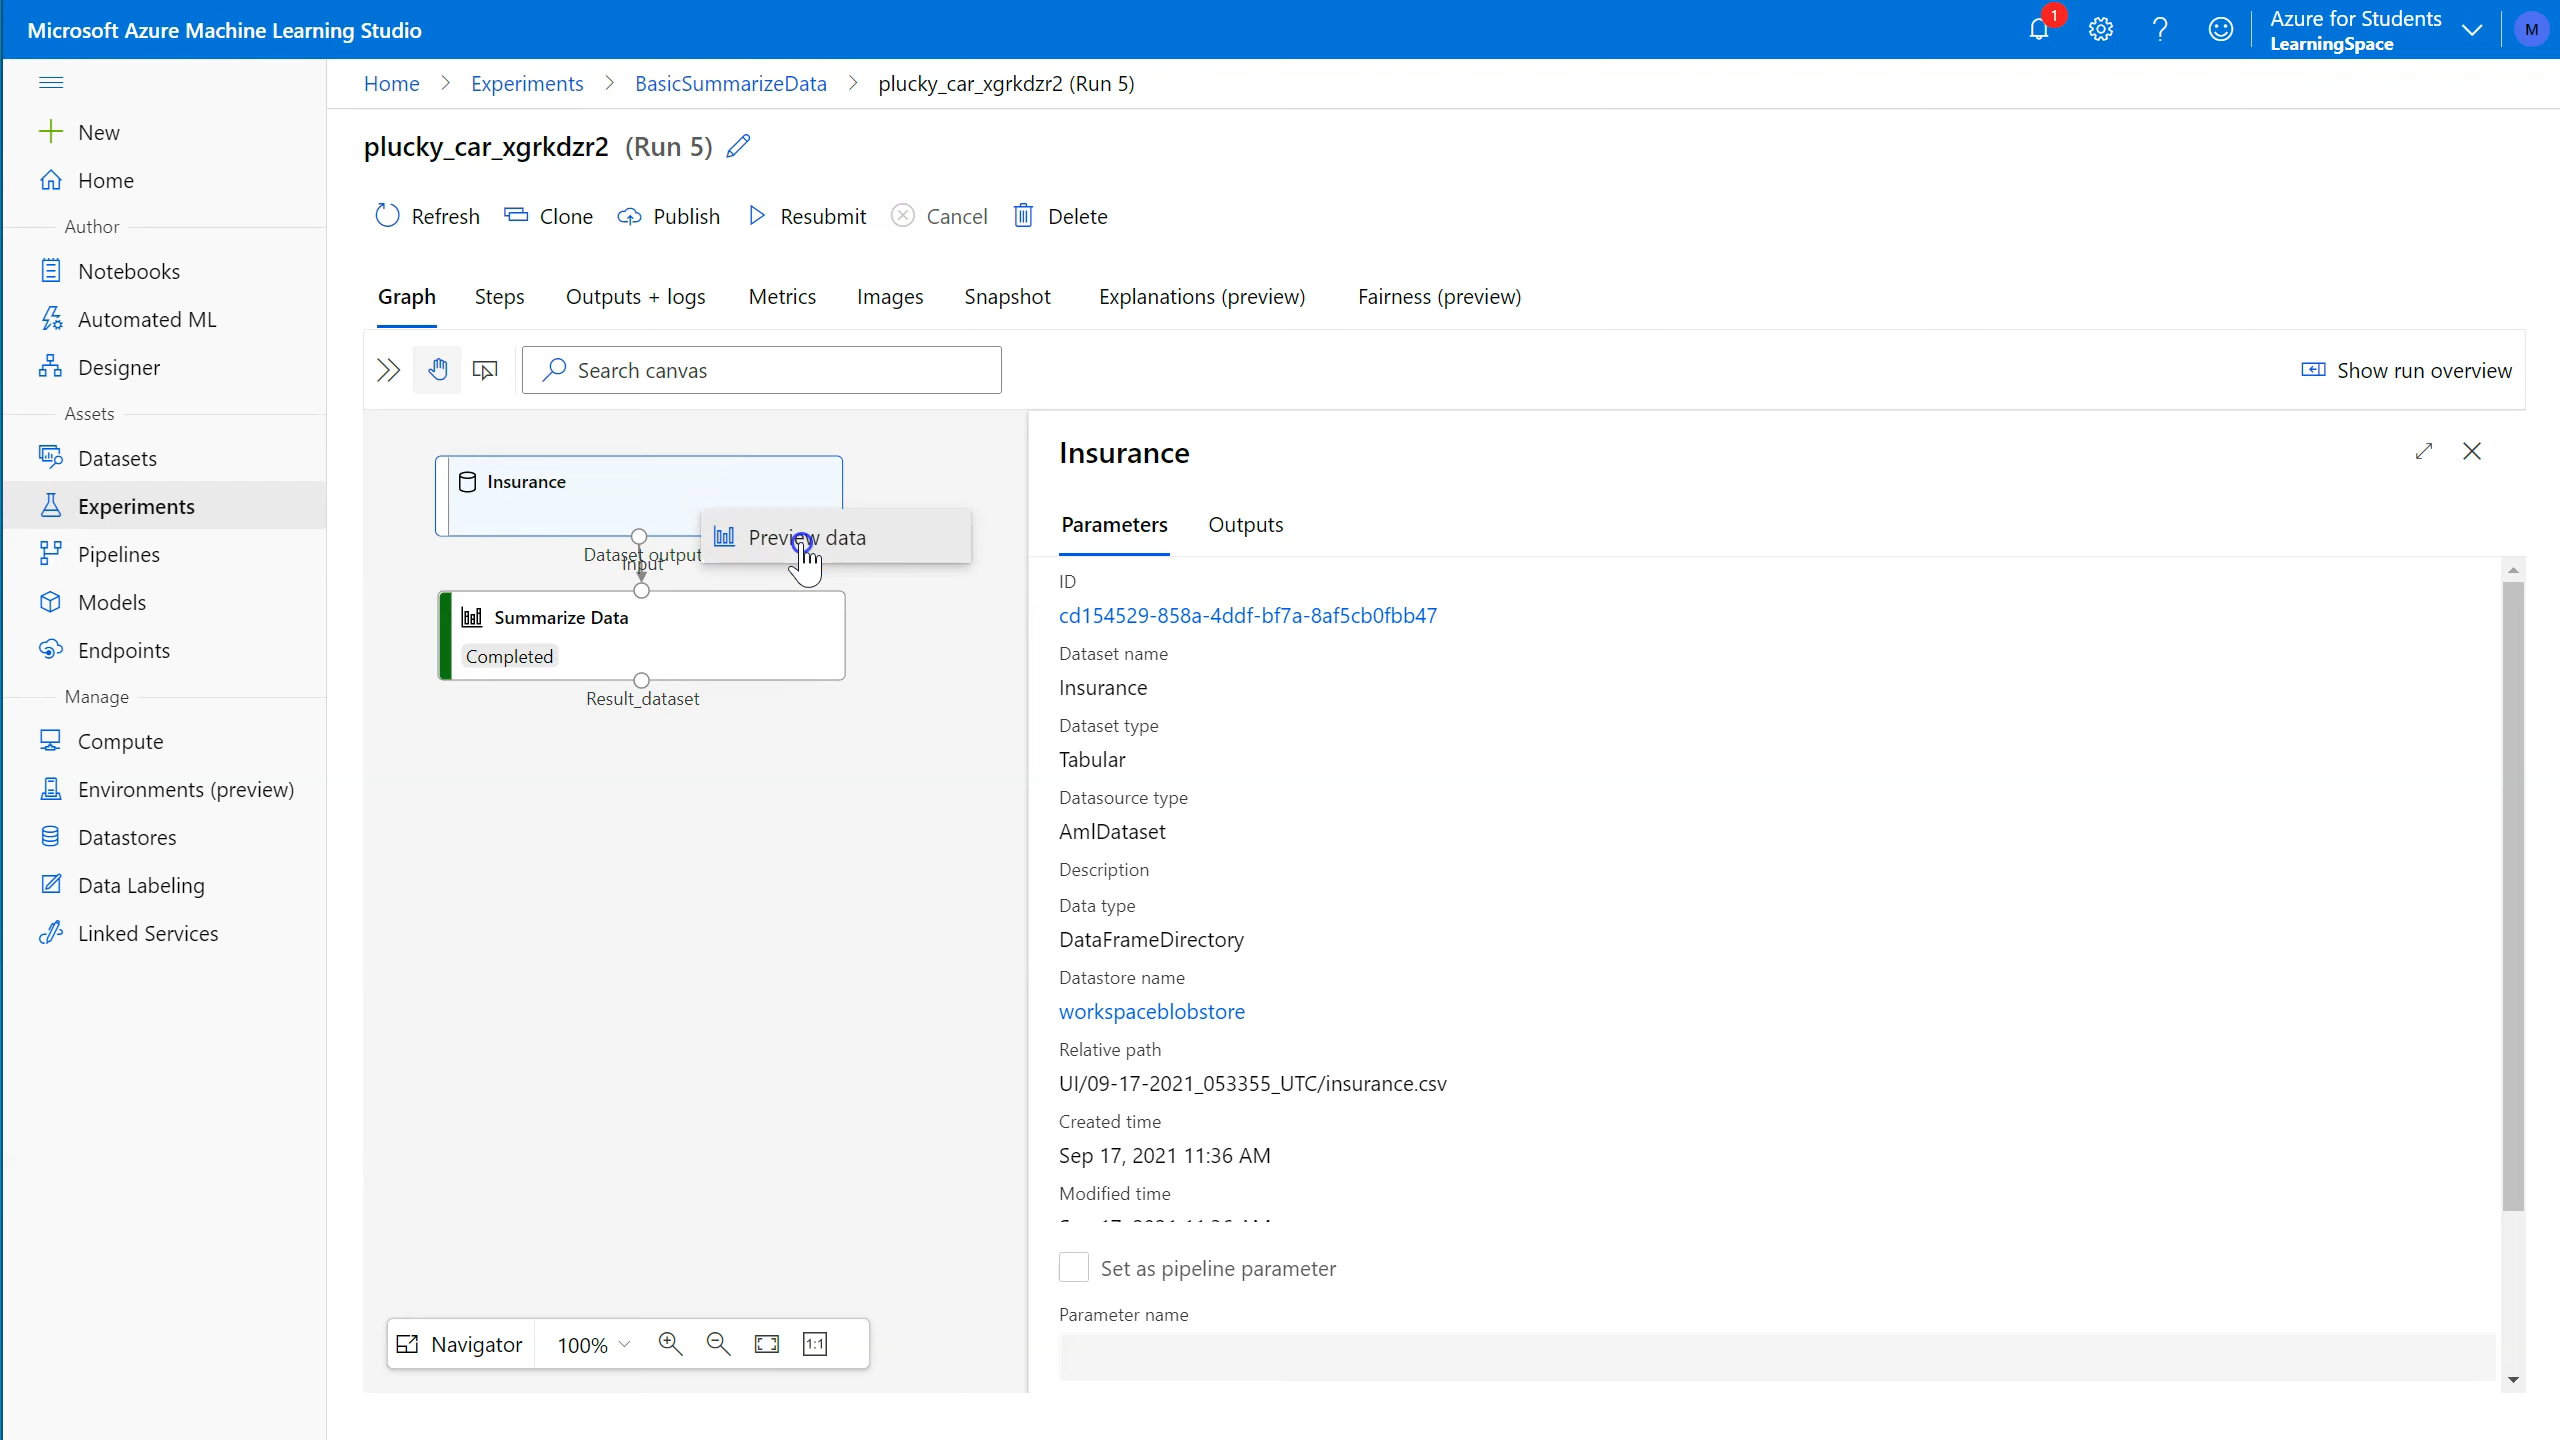 Microsoft Azure Machine Learning Studio
1
Azure for Students
LearningSpace
M
Home > Experiments > BasicSummarizeData > plucky_car_xgrkdzr2 (Run 5)
New
Home
Author
Notebooks
Automated ML
Designer
Assets
Datasets
Experiments
Pipelines
Models
Endpoints
Manage
Compute
Environments (preview)
Datastores
Data Labeling
Linked Services
plucky_car_xgrkdzr2 (Run 5)
Refresh Clone Publish Resubmit Cancel Delete
Graph Steps Outputs + logs Metrics Images Snapshot Explanations (preview) Fairness (preview)
Search canvas
Show run overview
Insurance
Preview data
Dataset output
Input
Summarize Data
Completed
Result_dataset
Navigator 100% 1:1
Insurance
Parameters Outputs
ID
cd154529-858a-4ddf-bf7a-8af5cb0fbb47
Dataset name
Insurance
Dataset type
Tabular
Datasource type
AmlDataset
Description
Data type
DataFrameDirectory
Datastore name
workspaceblobstore
Relative path
UI/09-17-2021_053355_UTC/insurance.csv
Created time
Sep 17, 2021 11:36 AM
Modified time
Set as pipeline parameter
Parameter name